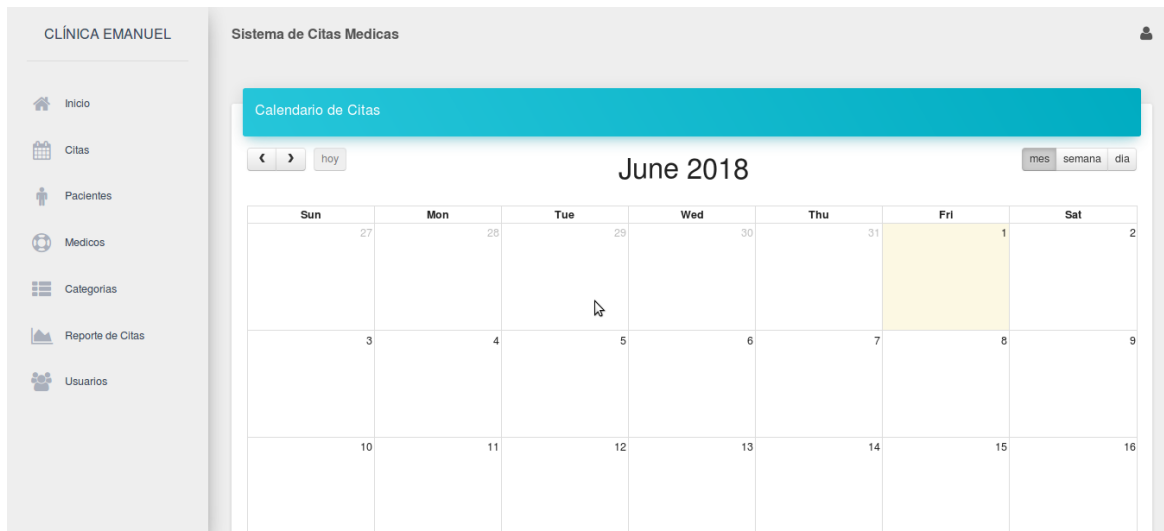 CLÍNICA EMANUEL
Sistema de Citas Medicas
Inicio
Citas
Pacientes
Medicos
Categorias
Reporte de Citas
Usuarios
Calendario de Citas
hoy
June 2018
mes semana dia
Sun Mon Tue Wed Thu Fri Sat
27 28 29 30 31 1 2
3 4 5 6 7 8 9
10 11 12 13 14 15 16